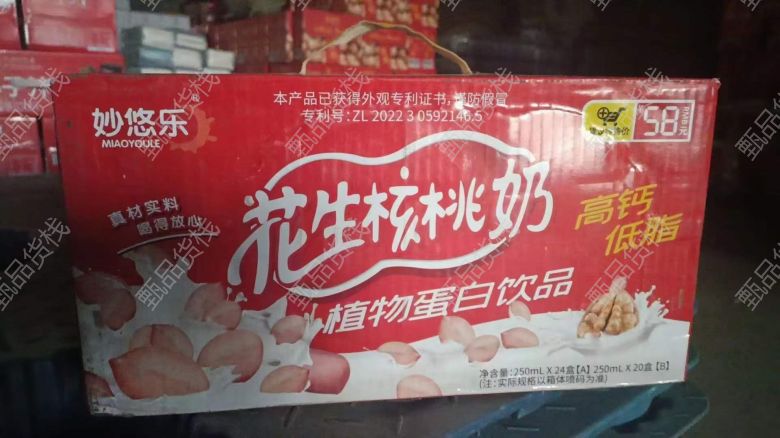 本产品已获得外观专利证书，谨防假冒
专利号：ZL 2022 3 0592146.5
妙悠乐
MIAOYOULE
58
RMB/元
真材实料
喝得放心
花生核桃奶
高钙
低脂
植物蛋白饮品
净含量：250mL X 24盒【A】 250mL X 20盒【B】
(注：实际规格以箱体喷码为准)
甄品货栈